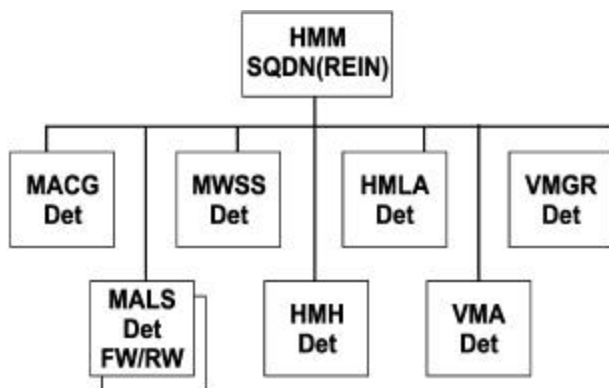 HMM
SQDN(REIN)
MACG
Det
MWSS
Det
HMLA
Det
VMGR
Det
MALS
Det
FW/RW
HMH
Det
VMA
Det